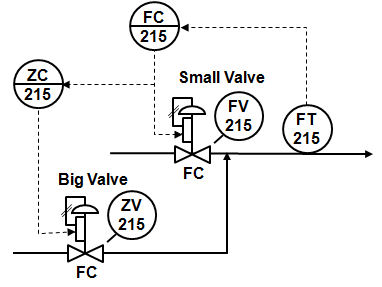 FC
215
ZC
215
Small Valve
FV
215
FT
215
FC
Big Valve
ZV
215
FC